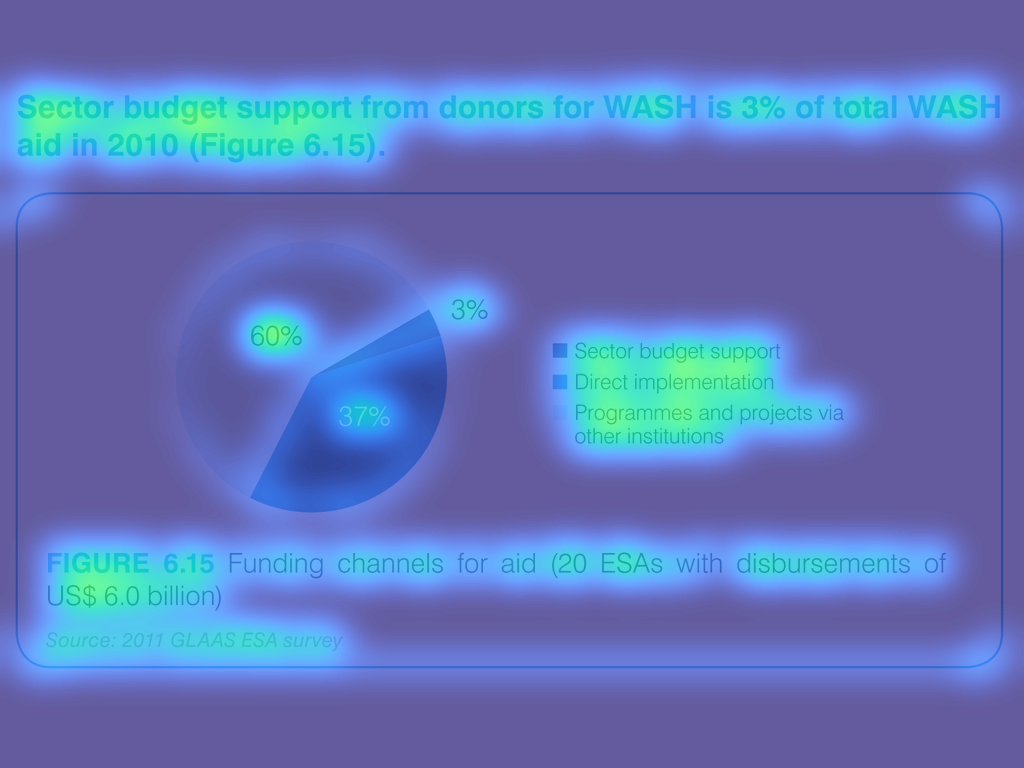 Sector budget support from donors for WASH is 3% of total WASH
aid in 2010 (Figure 6.15).
3%
60%
37%
Sector budget support
Direct implementation
Programmes and projects via
other institutions
FIGURE 6.15 Funding channels for aid (20 ESAs with disbursements of
US$ 6.0 billion)
Source: 2011 GLAAS ESA survey